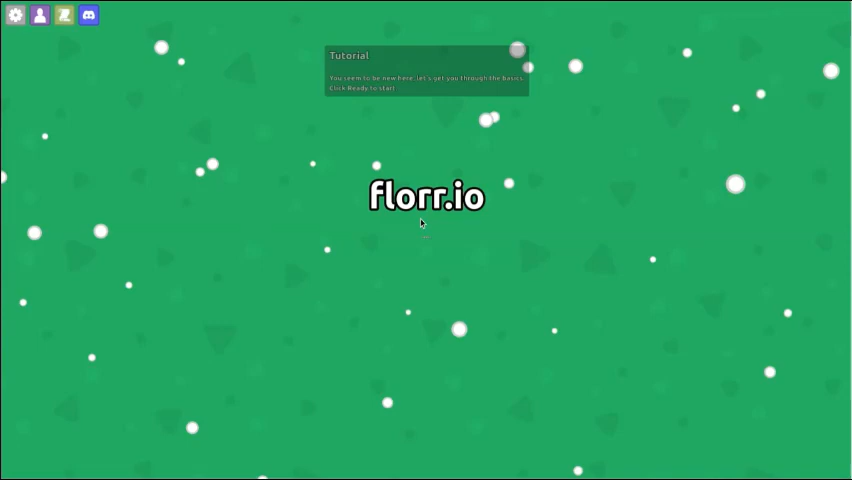 Tutorial
You seem to be new here, let's get you through the basics.
Click Ready to start!
florr.io